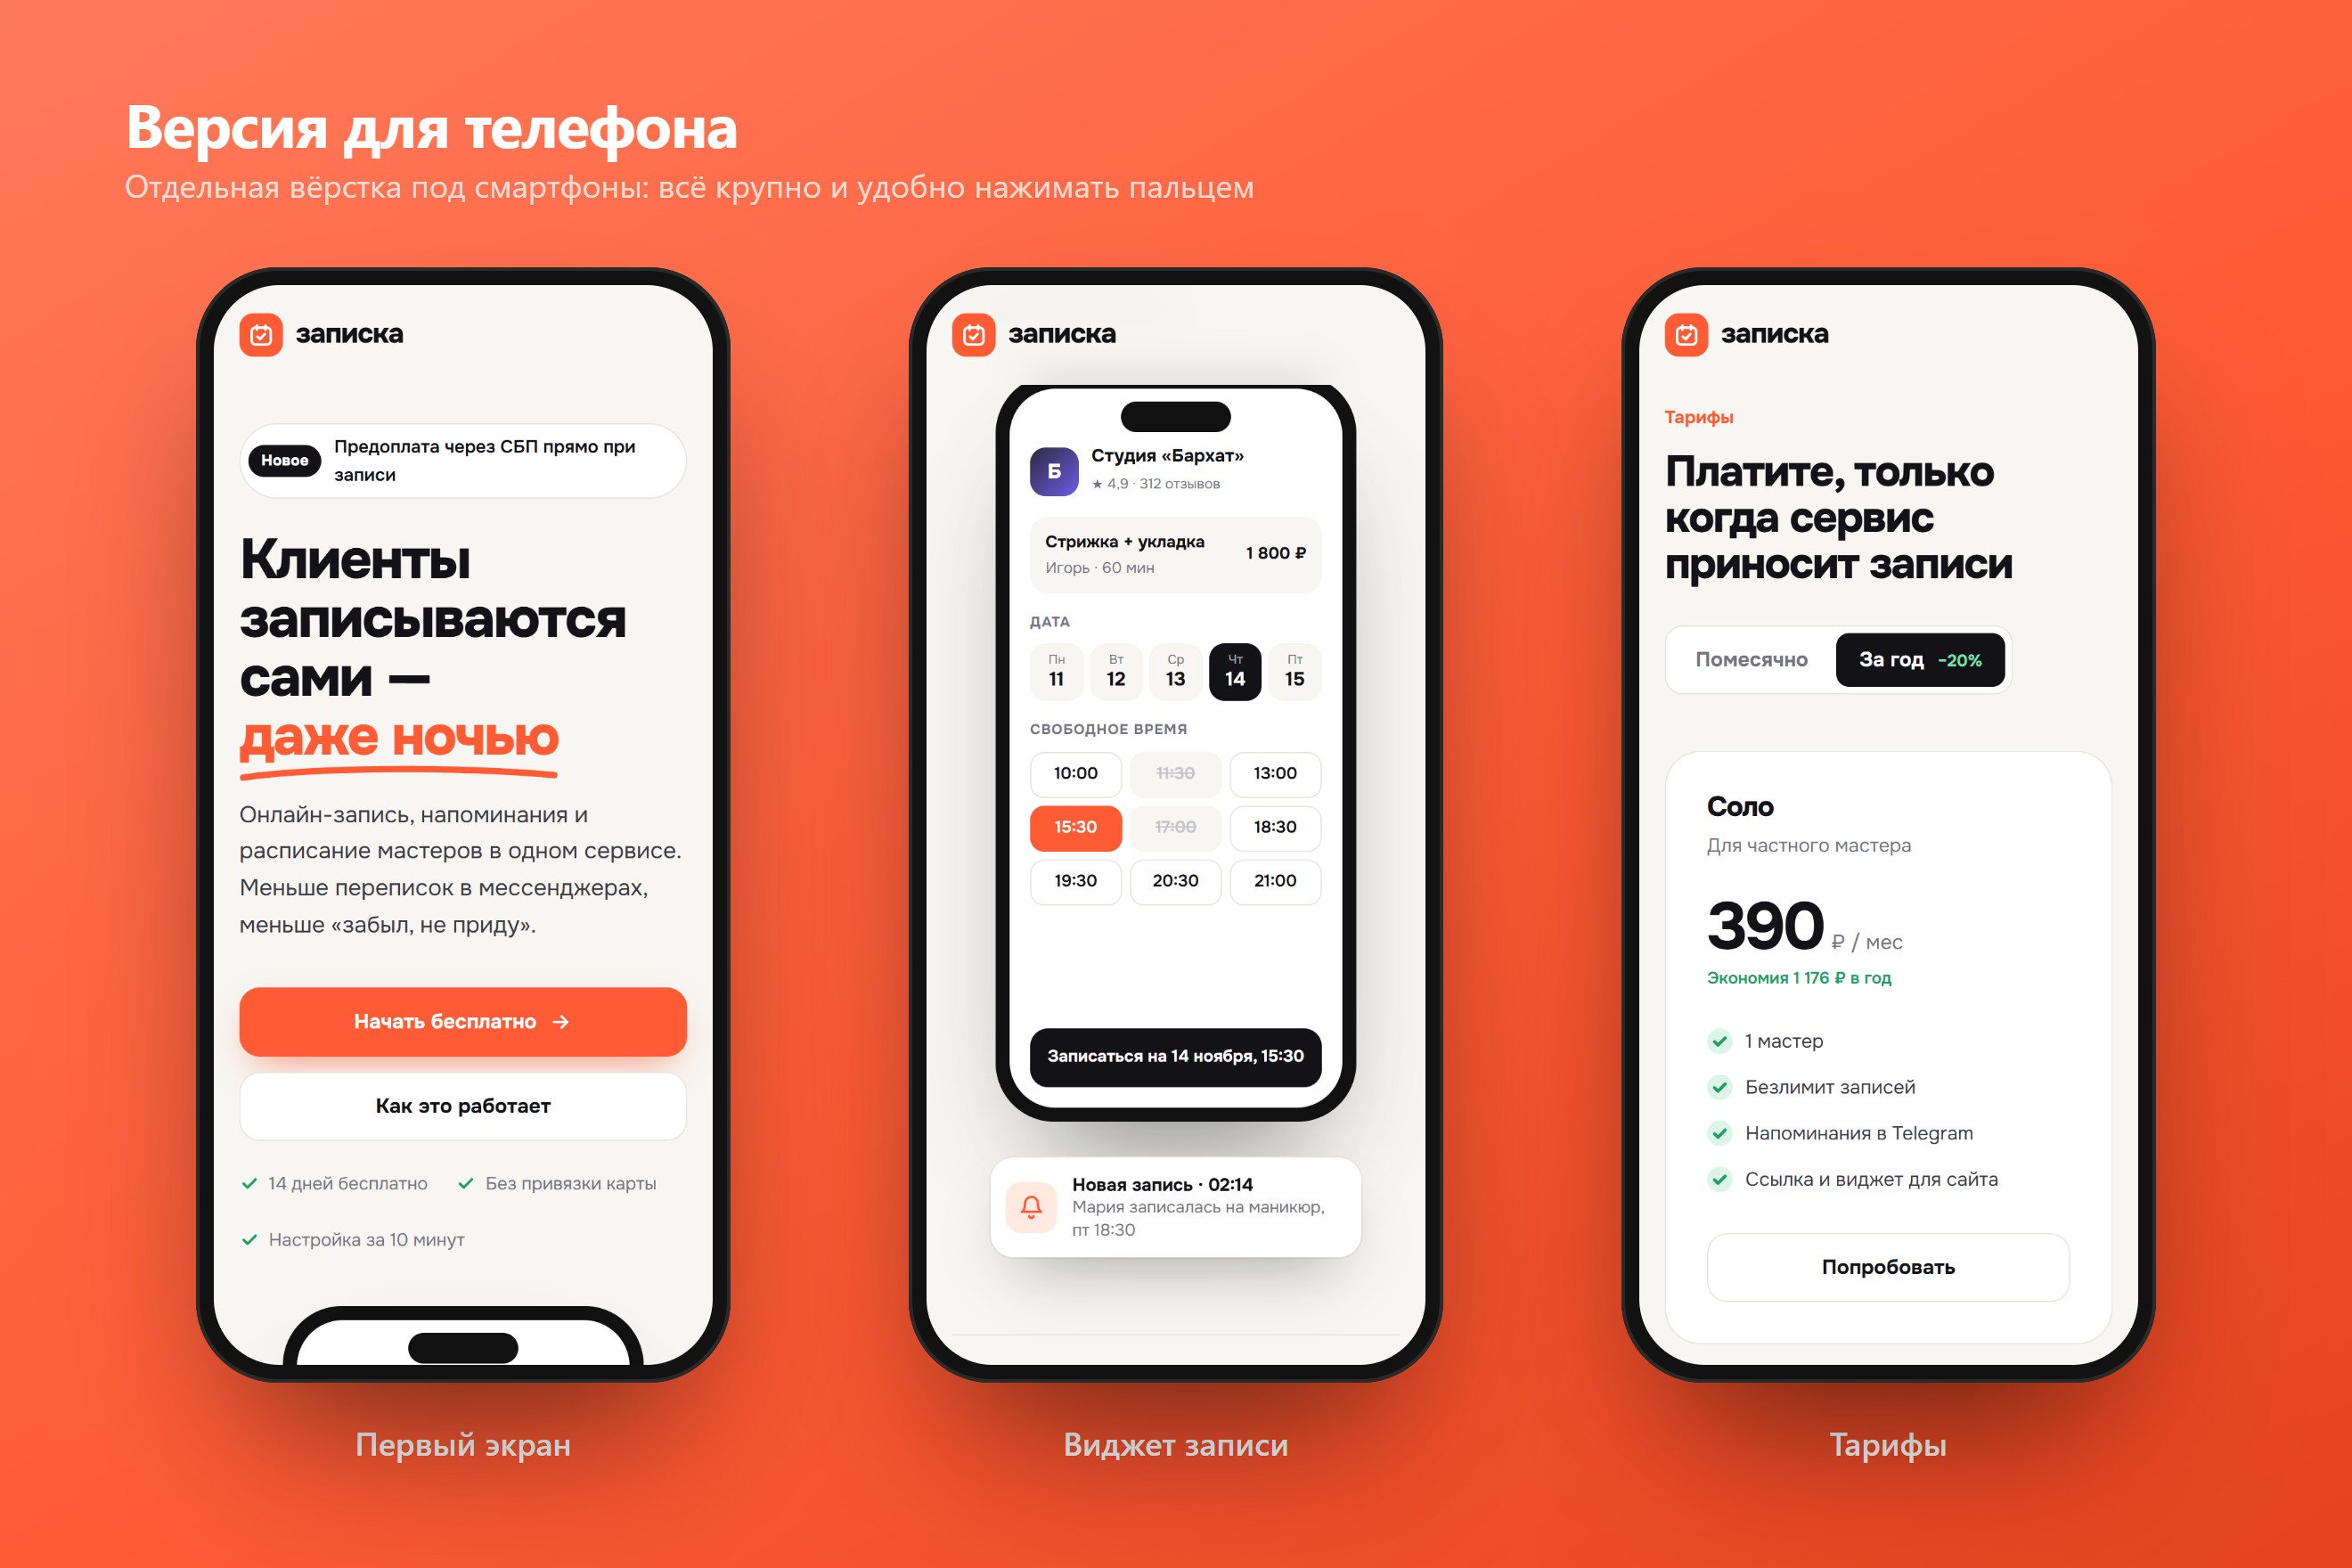 Версия для телефона
Отдельная вёрстка под смартфоны: всё крупно и удобно нажимать пальцем
записка
Новое
Предоплата через СБП прямо при
записи
Клиенты
записываются
сами —
даже ночью
Онлайн-запись, напоминания и
расписание мастеров в одном сервисе.
Меньше переписок в мессенджерах,
меньше «забыл, не приду».
Начать бесплатно →
Как это работает
14 дней бесплатно
Без привязки карты
Настройка за 10 минут
Первый экран
записка
Б
Студия «Бархат»
★ 4,9 · 312 отзывов
Стрижка + укладка
Игорь · 60 мин
1 800 ₽
ДАТА
Пн Вт Ср Чт Пт
11 12 13 14 15
СВОБОДНОЕ ВРЕМЯ
10:00 11:30 13:00
15:30 17:00 18:30
19:30 20:30 21:00
Записаться на 14 ноября, 15:30
Новая запись · 02:14
Мария записалась на маникюр,
пт 18:30
Виджет записи
записка
Тарифы
Платите, только
когда сервис
приносит записи
Помесячно
За год −20%
Соло
Для частного мастера
390 ₽ / мес
Экономия 1 176 ₽ в год
1 мастер
Безлимит записей
Напоминания в Telegram
Ссылка и виджет для сайта
Попробовать
Тарифы